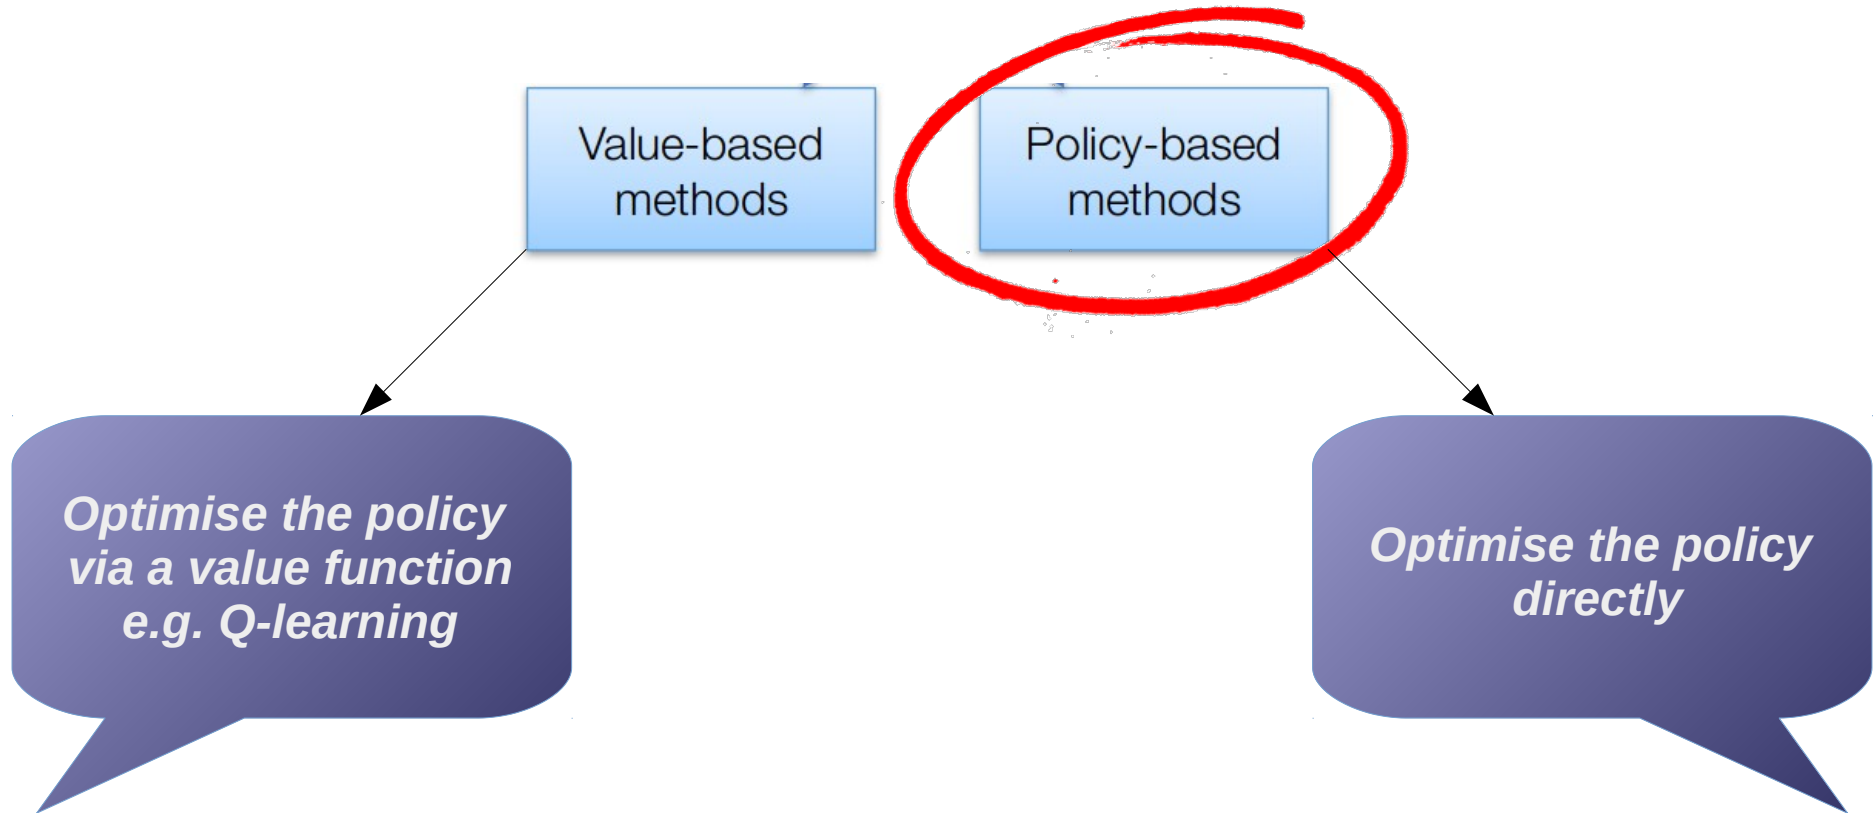 Value-based
methods
Policy-based
methods
Optimise the policy
via a value function
e.g. Q-learning
Optimise the policy
directly